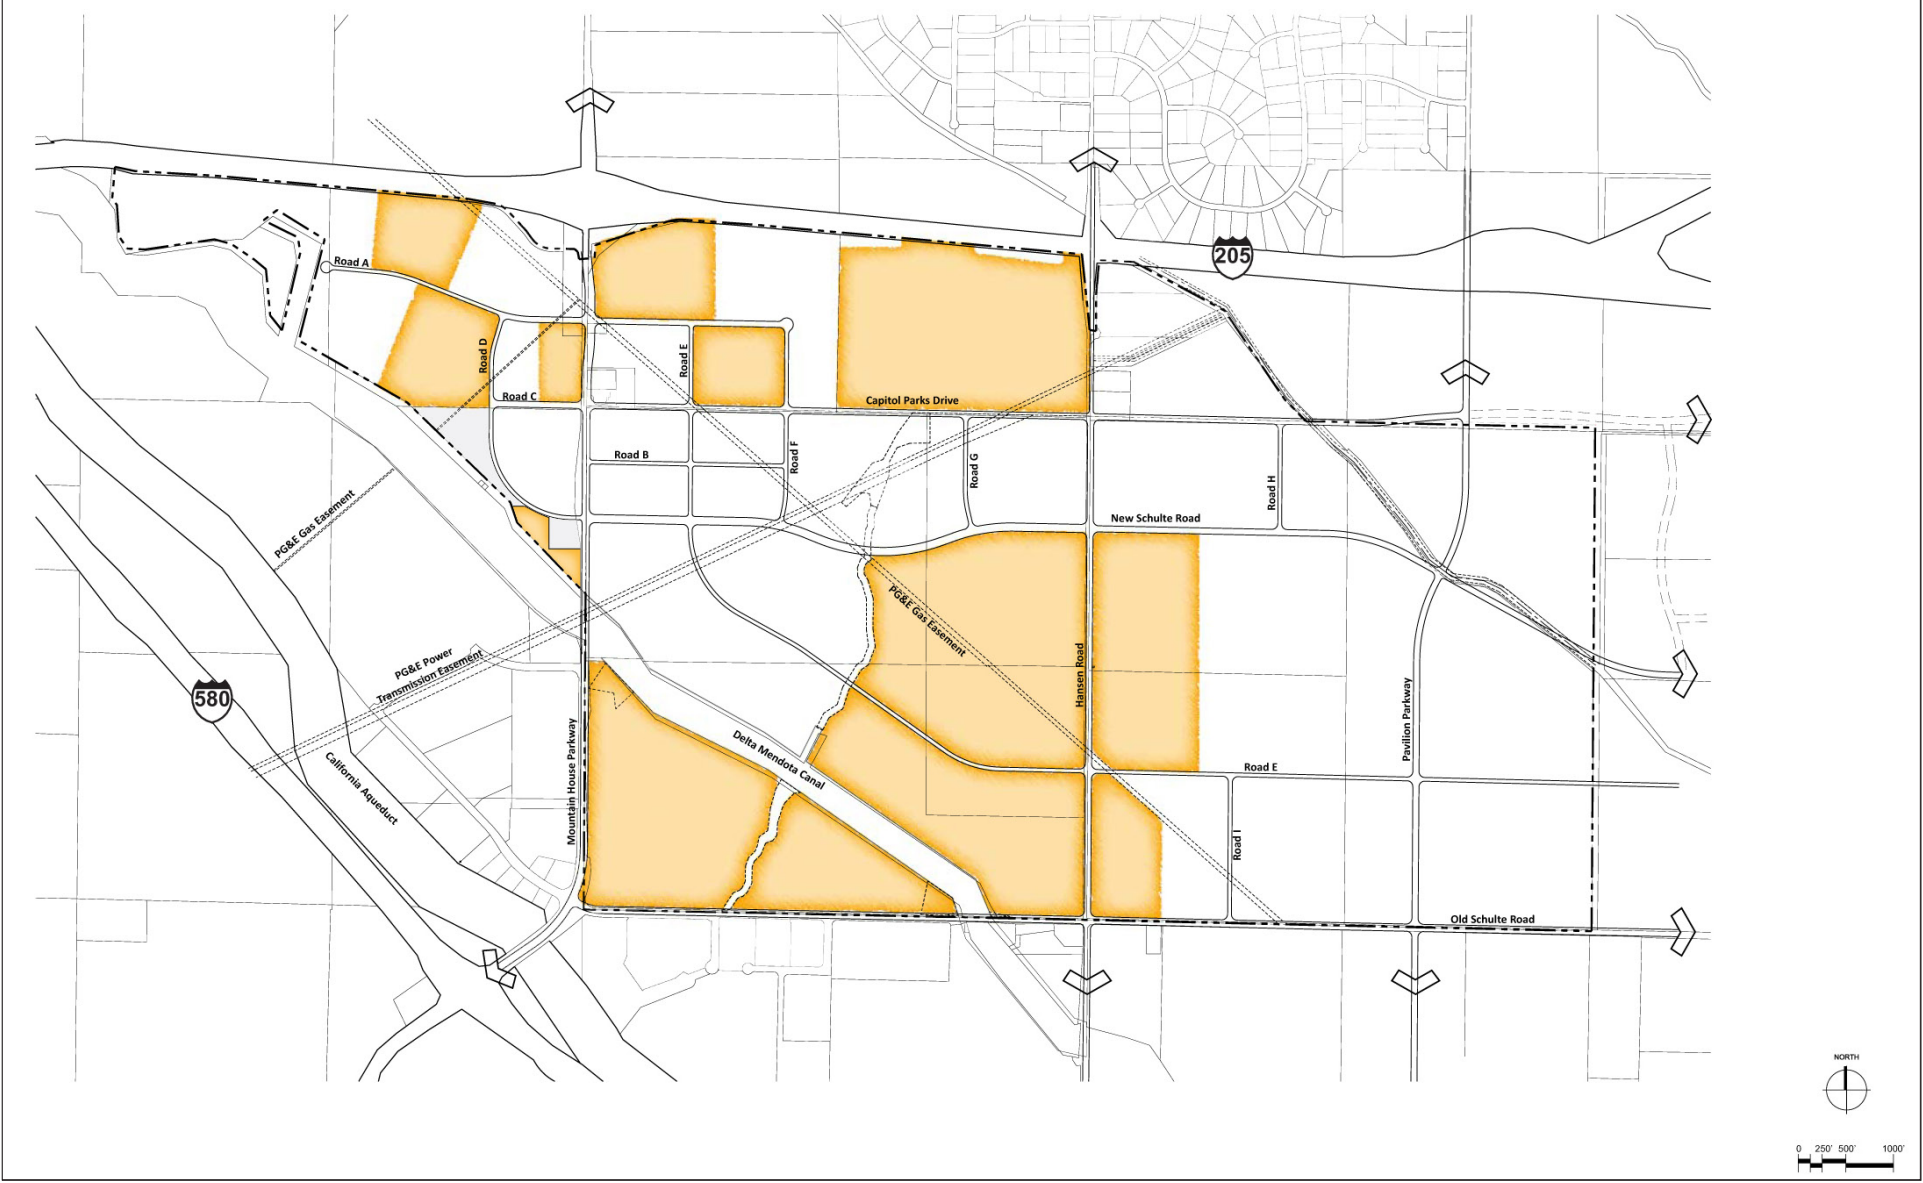 205
Road A
Road D
Road E
Road C
Capitol Parks Drive
Road B
Road F
Road G
Road H
New Schulte Road
PG&E Gas Easement
PG&E Gas Easement
PG&E Power
Transmission Easement
580
Hansen Road
Pavilion Parkway
Mountain House Parkway
Delta Mendota Canal
California Aqueduct
Road E
Road I
Old Schulte Road
NORTH
0 250' 500' 1000'